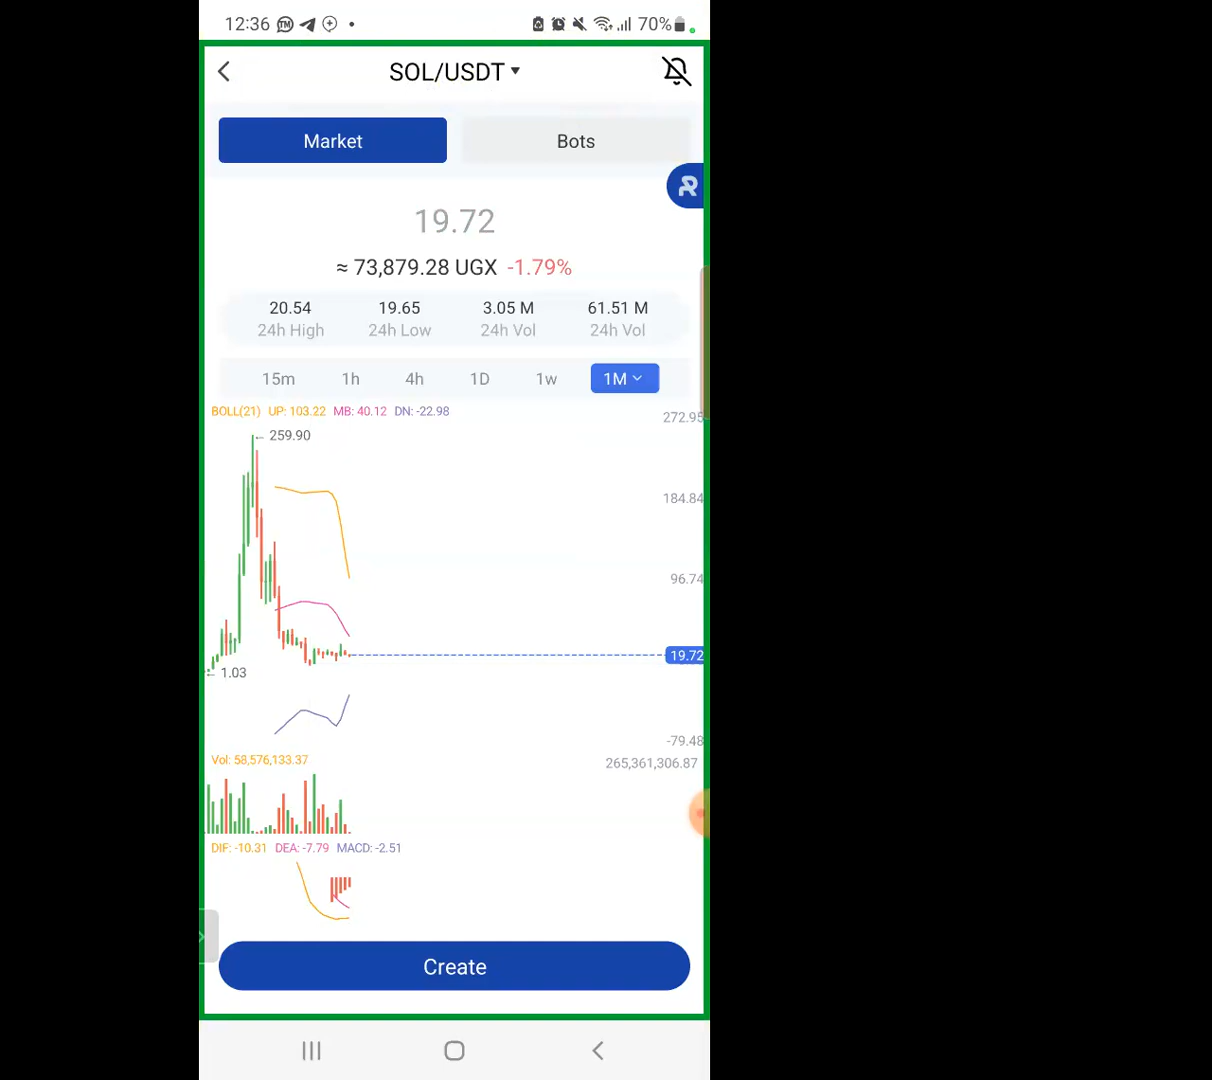 12:36 70%
SOL/USDT
Market Bots
19.72
≈ 73,879.28 UGX -1.79%
20.54 19.65 3.05 M 61.51 M
24h High 24h Low 24h Vol 24h Vol
15m 1h 4h 1D 1w 1M
BOLL(21) UP: 103.22 MB: 40.12 DN: -22.98
272.95
← 259.90
184.84
96.74
19.72
← 1.03
-79.48
Vol: 58,576,133.37 265,361,306.87
DIF: -10.31 DEA: -7.79 MACD: -2.51
Create